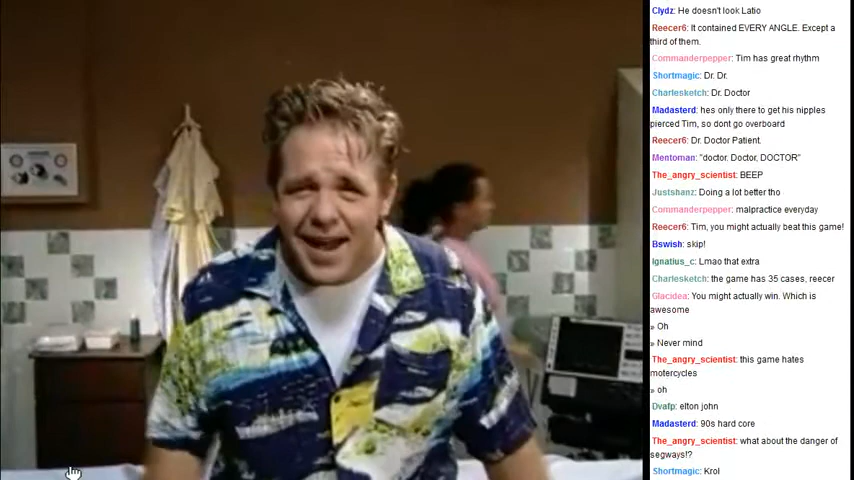 Clydz: He doesn't look Latio
Reecer6: It contained EVERY ANGLE. Except a
third of them.
Commanderpepper: Tim has great rhythm
Shortmagic: Dr. Dr.
Charlesketch: Dr. Doctor
Madasterd: hes only there to get his nipples
pierced Tim, so dont go overboard
Reecer6: Dr. Doctor Patient.
Mentoman: "doctor, Doctor, DOCTOR"
The_angry_scientist: BEEP
Justshanz: Doing a lot better tho
Commanderpepper: malpractice everyday
Reecer6: Tim, you might actually beat this game!
Bswish: skip!
Ignatius_c: Lmao that extra
Charlesketch: the game has 35 cases, reecer
Glacidea: You might actually win. Which is
awesome
» Oh
» Never mind
The_angry_scientist: this game hates
motercycles
» oh
Dvafp: elton john
Madasterd: 90s hard core
The_angry_scientist: what about the danger of
segways!?
Shortmagic: Krol